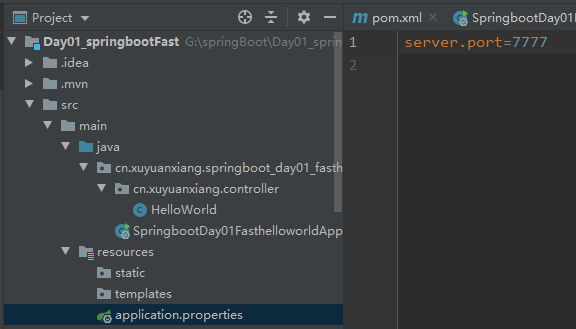 Project
Day01_springbootFast G:\springBoot\Day01_spring
.idea
.mvn
src
main
java
cn.xuyuanxiang.springboot_day01_fasth
cn.xuyuanxiang.controller
HelloWorld
SpringbootDay01FasthelloworldApp
resources
static
templates
application.properties
pom.xml
SpringbootDay01
1 server.port=7777
2